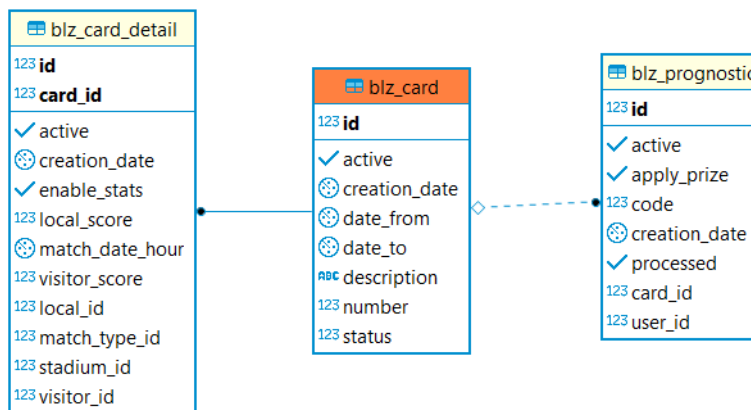 blz_card_detail
123 id
123 card_id
active
creation_date
enable_stats
123 local_score
match_date_hour
123 visitor_score
123 local_id
123 match_type_id
123 stadium_id
123 visitor_id
blz_card
123 id
active
creation_date
date_from
date_to
ABC description
123 number
123 status
blz_prognostic
123 id
active
apply_prize
123 code
creation_date
processed
123 card_id
123 user_id